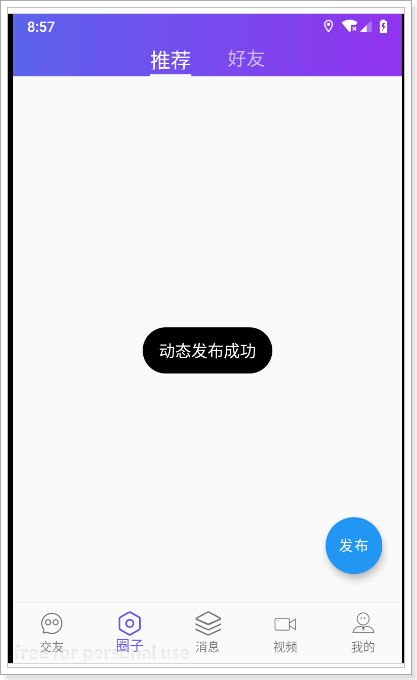 8:57
推荐 好友
动态发布成功
发布
交友 圈子 消息 视频 我的
free for personal use